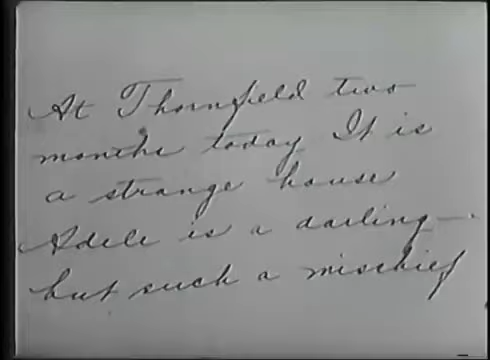 At Thornfield two
months today It is
a strange house
Adele is a darling —
but such a mischief